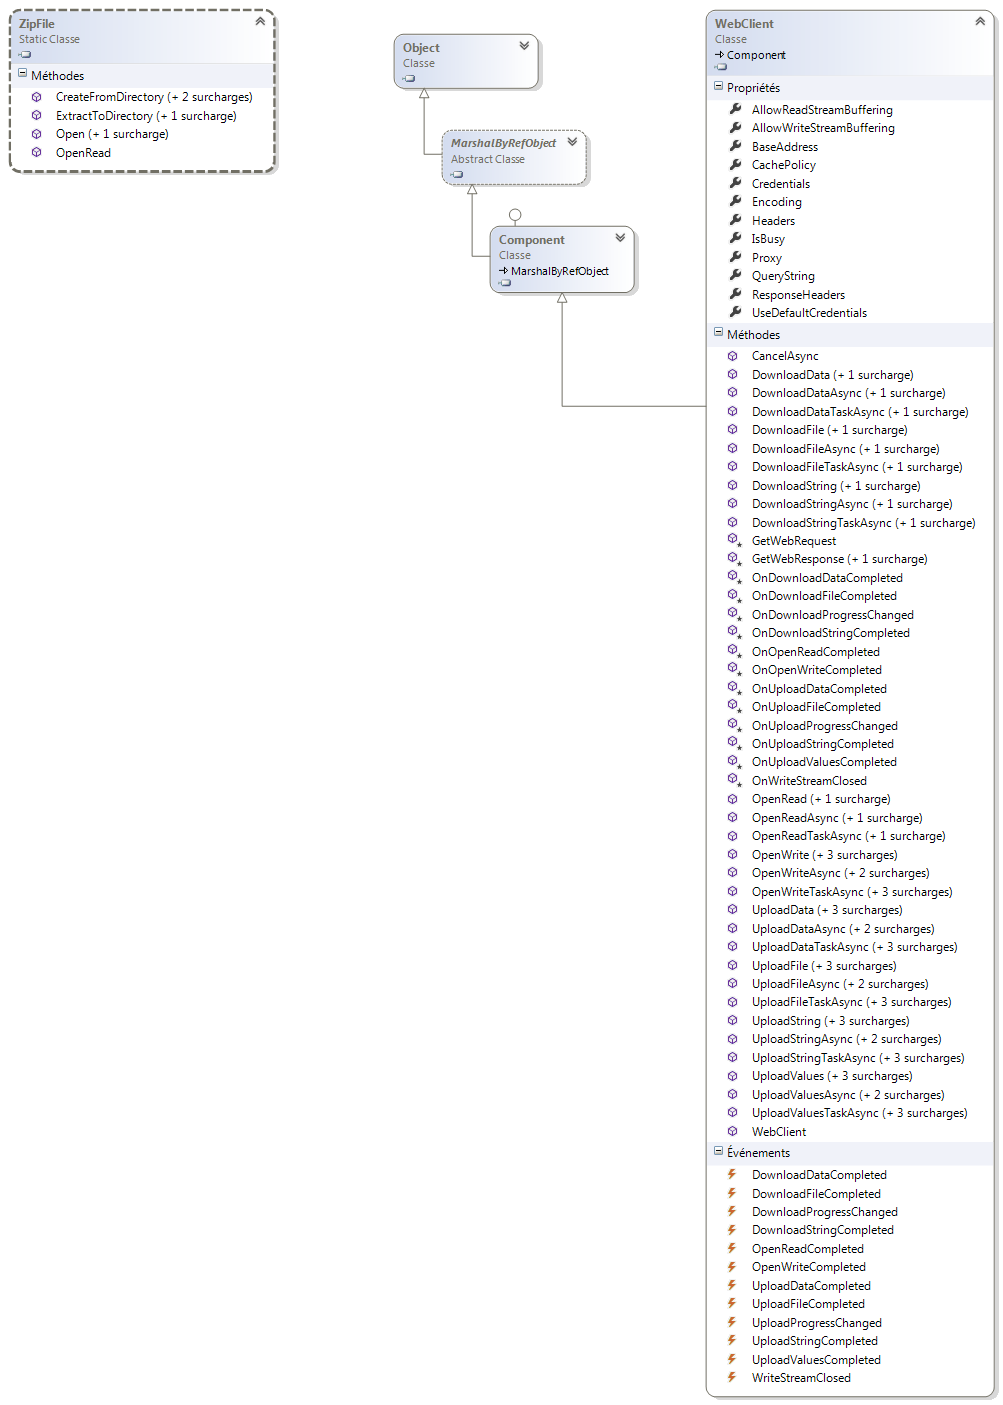 ZipFile
Static Classe
Méthodes
CreateFromDirectory (+ 2 surcharges)
ExtractToDirectory (+ 1 surcharge)
Open (+ 1 surcharge)
OpenRead
Object
Classe
MarshalByRefObject
Abstract Classe
Component
Classe
MarshalByRefObject
WebClient
Classe
Component
Propriétés
AllowReadStreamBuffering
AllowWriteStreamBuffering
BaseAddress
CachePolicy
Credentials
Encoding
Headers
IsBusy
Proxy
QueryString
ResponseHeaders
UseDefaultCredentials
Méthodes
CancelAsync
DownloadData (+ 1 surcharge)
DownloadDataAsync (+ 1 surcharge)
DownloadDataTaskAsync (+ 1 surcharge)
DownloadFile (+ 1 surcharge)
DownloadFileAsync (+ 1 surcharge)
DownloadFileTaskAsync (+ 1 surcharge)
DownloadString (+ 1 surcharge)
DownloadStringAsync (+ 1 surcharge)
DownloadStringTaskAsync (+ 1 surcharge)
GetWebRequest
GetWebResponse (+ 1 surcharge)
OnDownloadDataCompleted
OnDownloadFileCompleted
OnDownloadProgressChanged
OnDownloadStringCompleted
OnOpenReadCompleted
OnOpenWriteCompleted
OnUploadDataCompleted
OnUploadFileCompleted
OnUploadProgressChanged
OnUploadStringCompleted
OnUploadValuesCompleted
OnWriteStreamClosed
OpenRead (+ 1 surcharge)
OpenReadAsync (+ 1 surcharge)
OpenReadTaskAsync (+ 1 surcharge)
OpenWrite (+ 3 surcharges)
OpenWriteAsync (+ 2 surcharges)
OpenWriteTaskAsync (+ 3 surcharges)
UploadData (+ 3 surcharges)
UploadDataAsync (+ 2 surcharges)
UploadDataTaskAsync (+ 3 surcharges)
UploadFile (+ 3 surcharges)
UploadFileAsync (+ 2 surcharges)
UploadFileTaskAsync (+ 3 surcharges)
UploadString (+ 3 surcharges)
UploadStringAsync (+ 2 surcharges)
UploadStringTaskAsync (+ 3 surcharges)
UploadValues (+ 3 surcharges)
UploadValuesAsync (+ 2 surcharges)
UploadValuesTaskAsync (+ 3 surcharges)
WebClient
Événements
DownloadDataCompleted
DownloadFileCompleted
DownloadProgressChanged
DownloadStringCompleted
OpenReadCompleted
OpenWriteCompleted
UploadDataCompleted
UploadFileCompleted
UploadProgressChanged
UploadStringCompleted
UploadValuesCompleted
WriteStreamClosed